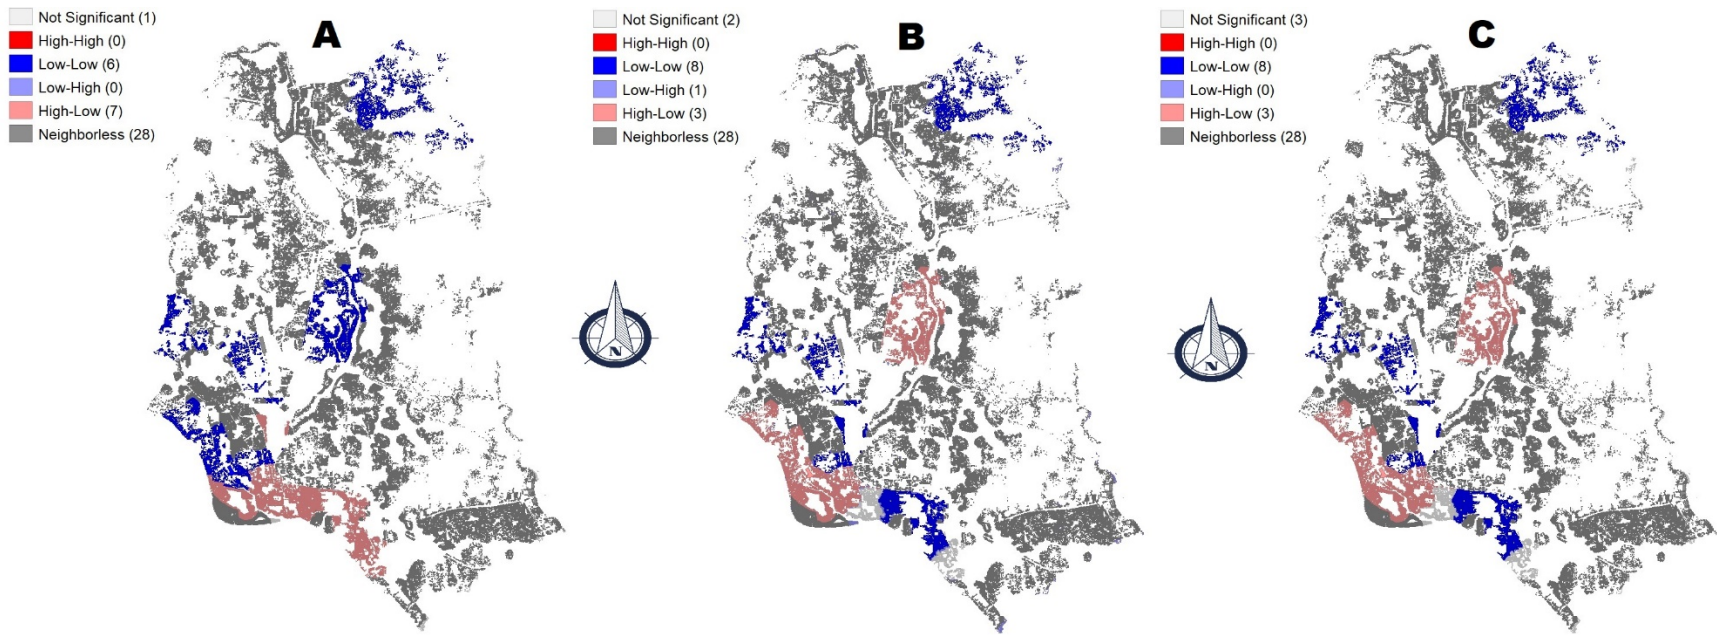 A
Not Significant (1)
High-High (0)
Low-Low (6)
Low-High (0)
High-Low (7)
Neighborless (28)
N
B
Not Significant (2)
High-High (0)
Low-Low (8)
Low-High (1)
High-Low (3)
Neighborless (28)
N
C
Not Significant (3)
High-High (0)
Low-Low (8)
Low-High (0)
High-Low (3)
Neighborless (28)